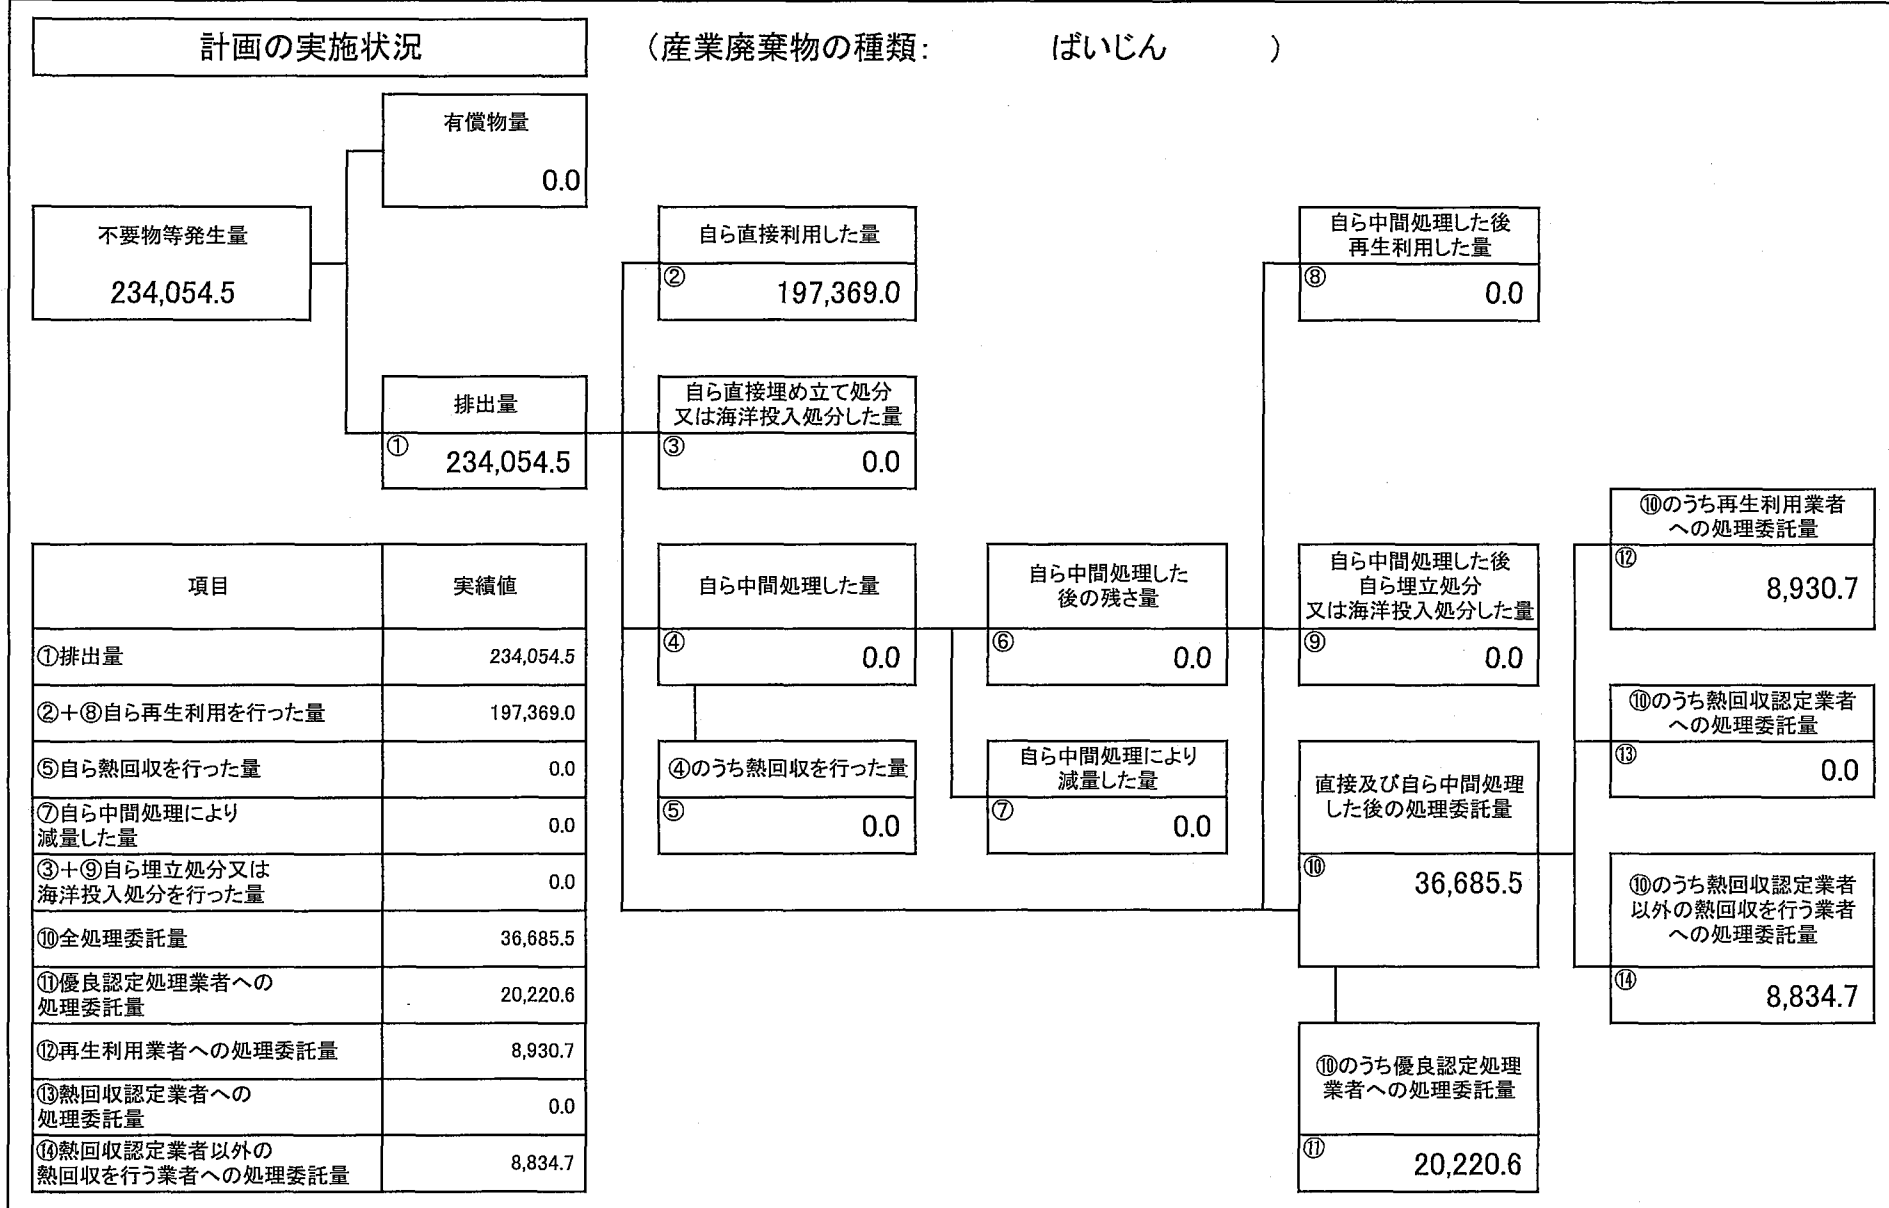 計画の実施状況
（産業廃棄物の種類： ばいじん ）
有償物量
0.0
不要物等発生量
234,054.5
自ら直接利用した量
② 197,369.0
自ら中間処理した後
再生利用した量
⑧ 0.0
排出量
① 234,054.5
自ら直接埋め立て処分
又は海洋投入処分した量
③ 0.0
⑩のうち再生利用業者
への処理委託量
⑫ 8,930.7
自ら中間処理した量
④ 0.0
自ら中間処理した
後の残さ量
⑥ 0.0
自ら中間処理した後
自ら埋立処分
又は海洋投入処分した量
⑨ 0.0
⑩のうち熱回収認定業者
への処理委託量
⑬ 0.0
④のうち熱回収を行った量
⑤ 0.0
自ら中間処理により
減量した量
⑦ 0.0
直接及び自ら中間処理
した後の処理委託量
⑩ 36,685.5
⑩のうち熱回収認定業者
以外の熱回収を行う業者
への処理委託量
⑭ 8,834.7
⑩のうち優良認定処理
業者への処理委託量
⑪ 20,220.6
項目 実績値
①排出量 234,054.5
②＋⑧自ら再生利用を行った量 197,369.0
⑤自ら熱回収を行った量 0.0
⑦自ら中間処理により
減量した量 0.0
③＋⑨自ら埋立処分又は
海洋投入処分を行った量 0.0
⑩全処理委託量 36,685.5
⑪優良認定処理業者への
処理委託量 20,220.6
⑫再生利用業者への処理委託量 8,930.7
⑬熱回収認定業者への
処理委託量 0.0
⑭熱回収認定業者以外の
熱回収を行う業者への処理委託量 8,834.7